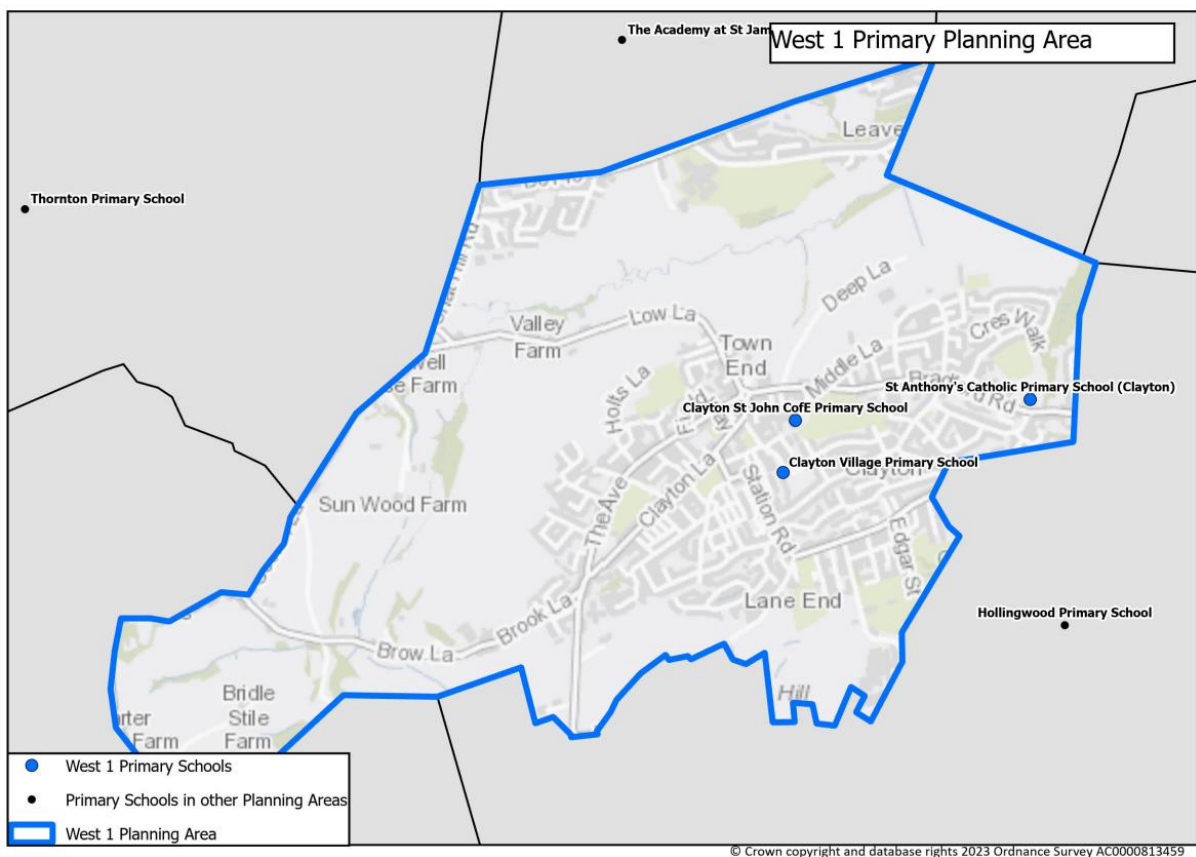 The Academy at St Jam
West 1 Primary Planning Area
Leave
Thornton Primary School
Deep La
Low La
Valley
Farm
Town
End
Cres Walk
Middle La
Holts La
St Anthony's Catholic Primary School (Clayton)
Clayton St John CofE Primary School
Clayton Village Primary School
Clayton
The Ave
Clayton La
Station Rd
Sun Wood Farm
Edgar St
Lane End
Hollingwood Primary School
Brook La
Brow La
Hill
Bridle
Stile
Farm
Farm
West 1 Primary Schools
Primary Schools in other Planning Areas
West 1 Planning Area
© Crown copyright and database rights 2023 Ordnance Survey AC0000813459